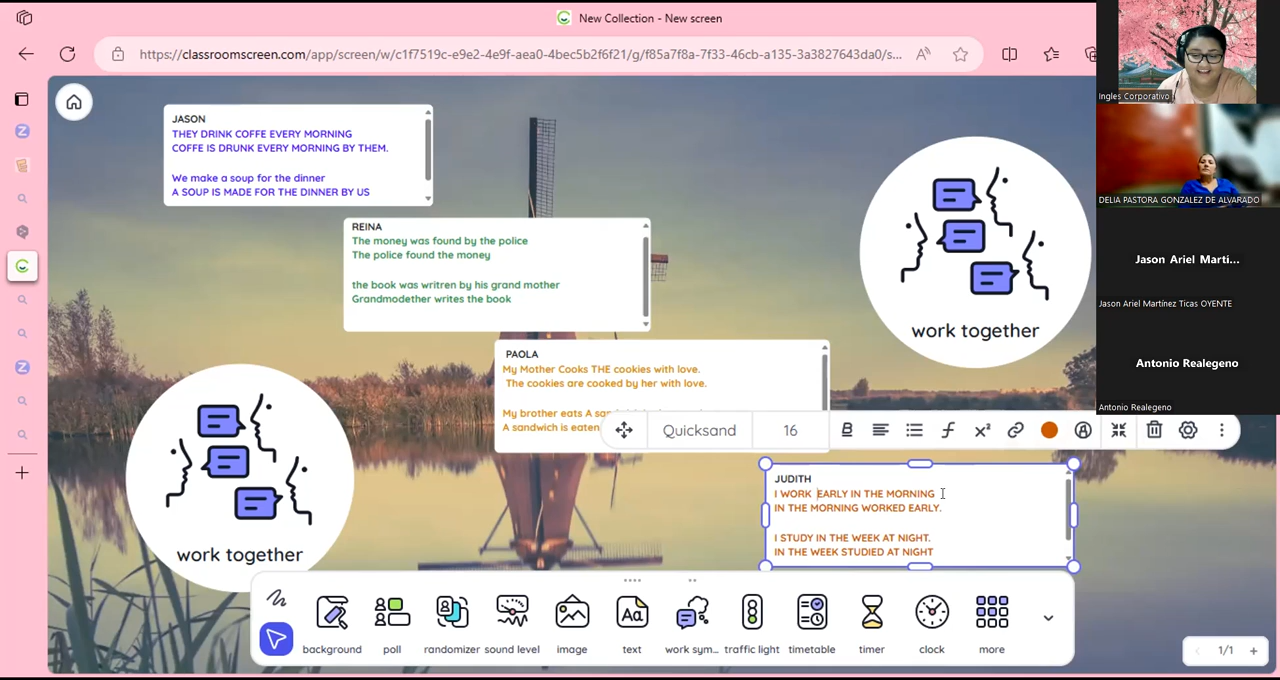 New Collection - New screen
https://classroomscreen.com/app/screen/w/c1f7519c-e9e2-4e9f-aea0-4bec5b2f6f21/g/f85a7f8a-7f33-46cb-a135-3a3827643da0/s...
Ingles Corporativo
DELIA PASTORA GONZALEZ DE ALVARADO
Jason Ariel Martí...
Jason Ariel Martínez Ticas OYENTE
Antonio Realegeno
Antonio Realegeno
JASON
THEY DRINK COFFE EVERY MORNING
COFFE IS DRUNK EVERY MORNING BY THEM.
We make a soup for the dinner
A SOUP IS MADE FOR THE DINNER BY US
REINA
The money was found by the police
The police found the money
the book was writren by his grand mother
Grandmodether writes the book
work together
PAOLA
My Mother Cooks THE cookies with love.
The cookies are cooked by her with love.
My brother eats A
A sandwich is eaten
Quicksand
16
JUDITH
I WORK EARLY IN THE MORNING
IN THE MORNING WORKED EARLY.
I STUDY IN THE WEEK AT NIGHT.
IN THE WEEK STUDIED AT NIGHT
work together
background
poll
randomizer
sound level
image
Aa
text
work sym...
traffic light
timetable
timer
clock
more
1/1